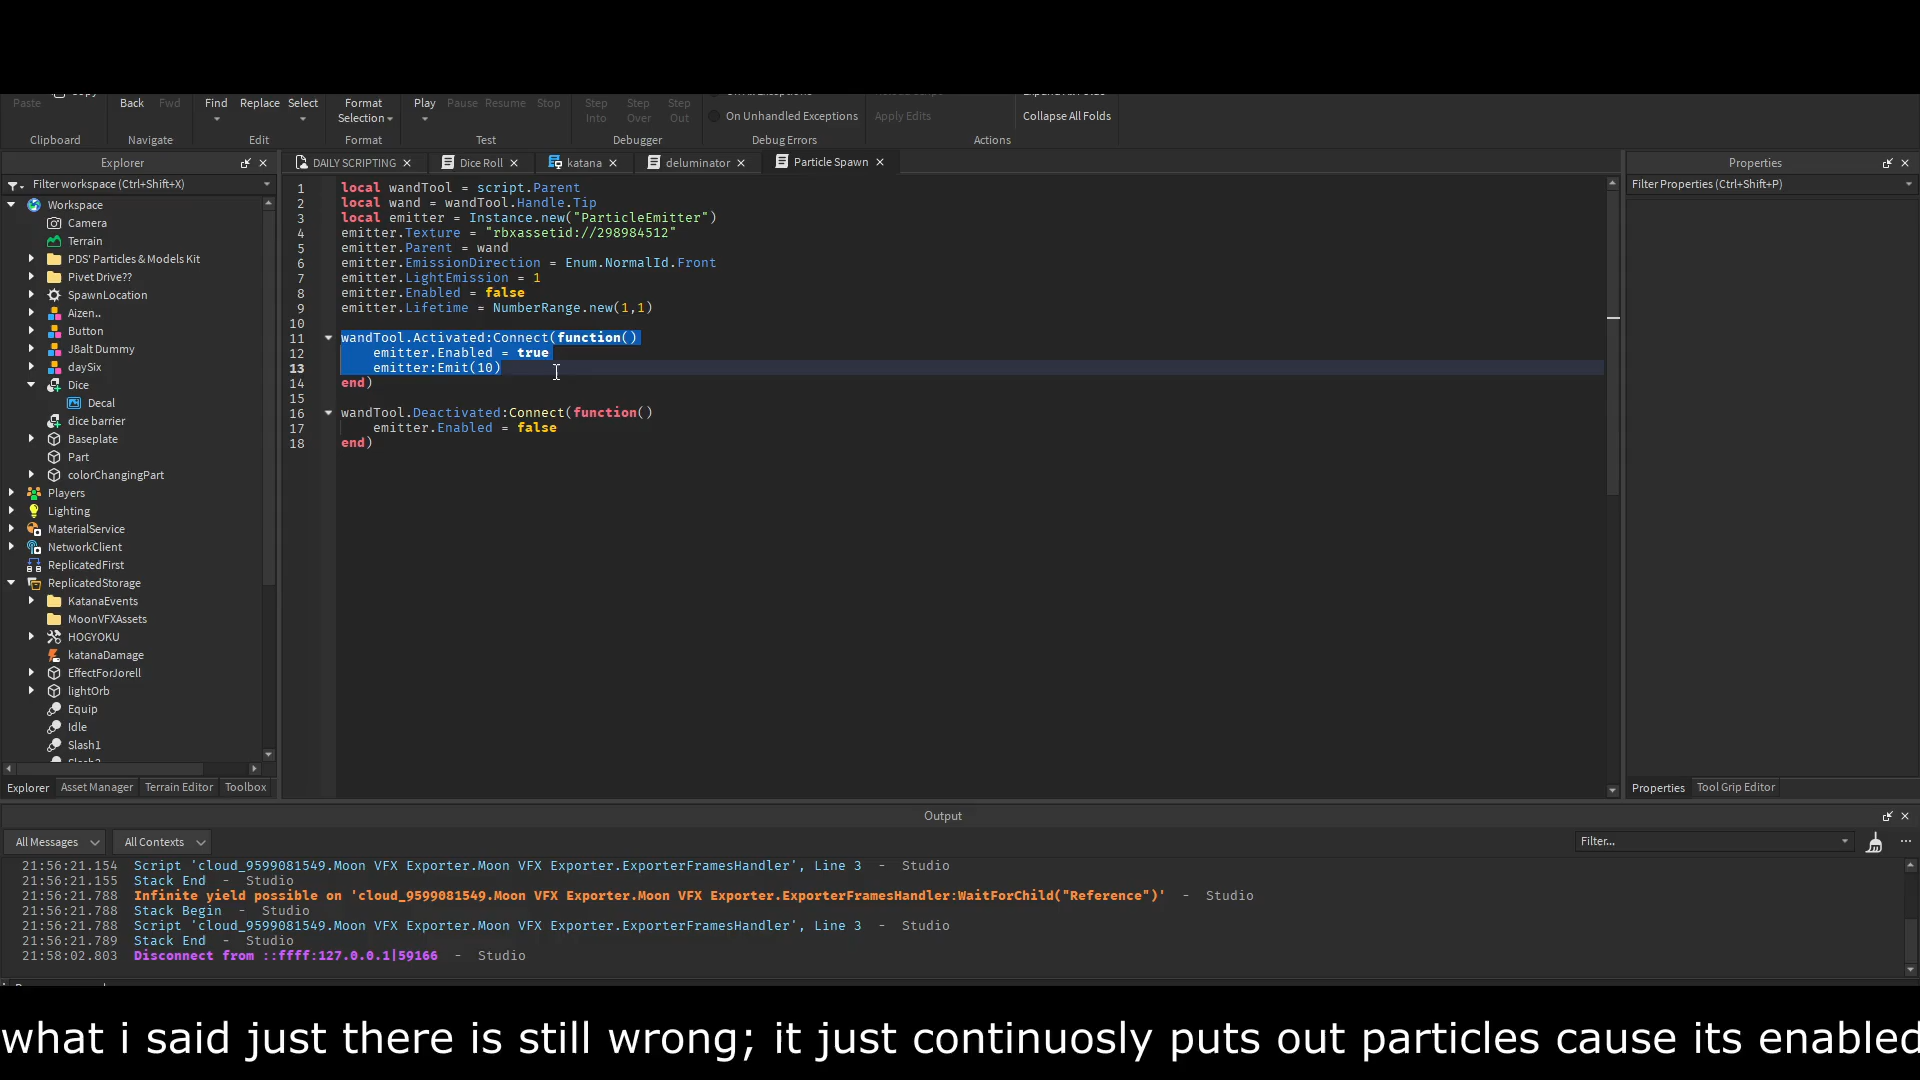 Paste
Copy
Back Fwd Find Replace Select Format Selection Play Pause Resume Stop Step Into Step Over Step Out
On Unhandled Exceptions Apply Edits Collapse All Folds
Clipboard Navigate Edit Format Test Debugger Debug Errors Actions
Explorer DAILY SCRIPTING Dice Roll katana deluminator Particle Spawn Properties
Filter workspace (Ctrl+Shift+X)
Workspace
Camera
Terrain
PDS' Particles & Models Kit
Pivet Drive??
SpawnLocation
Aizen..
Button
J8alt Dummy
daySix
Dice
Decal
dice barrier
Baseplate
Part
colorChangingPart
Players
Lighting
MaterialService
NetworkClient
ReplicatedFirst
ReplicatedStorage
KatanaEvents
MoonVFXAssets
HOGYOKU
katanaDamage
EffectForJorell
lightOrb
Equip
Idle
Slash1
Explorer Asset Manager Terrain Editor Toolbox
1 local wandTool = script.Parent
2 local wand = wandTool.Handle.Tip
3 local emitter = Instance.new("ParticleEmitter")
4 emitter.Texture = "rbxassetid://298984512"
5 emitter.Parent = wand
6 emitter.EmissionDirection = Enum.NormalId.Front
7 emitter.LightEmission = 1
8 emitter.Enabled = false
9 emitter.Lifetime = NumberRange.new(1,1)
10
11 wandTool.Activated:Connect(function()
12 emitter.Enabled = true
13 emitter:Emit(10)
14 end)
15
16 wandTool.Deactivated:Connect(function()
17 emitter.Enabled = false
18 end)
Filter Properties (Ctrl+Shift+P)
Properties Tool Grip Editor
Output
All Messages All Contexts Filter...
21:56:21.154 Script 'cloud_9599081549.Moon VFX Exporter.Moon VFX Exporter.ExporterFramesHandler', Line 3 - Studio
21:56:21.155 Stack End - Studio
21:56:21.788 Infinite yield possible on 'cloud_9599081549.Moon VFX Exporter.Moon VFX Exporter.ExporterFramesHandler:WaitForChild("Reference")' - Studio
21:56:21.788 Stack Begin - Studio
21:56:21.788 Script 'cloud_9599081549.Moon VFX Exporter.Moon VFX Exporter.ExporterFramesHandler', Line 3 - Studio
21:56:21.789 Stack End - Studio
21:58:02.803 Disconnect from ::ffff:127.0.0.1|59166 - Studio
what i said just there is still wrong; it just continuosly puts out particles cause its enabled